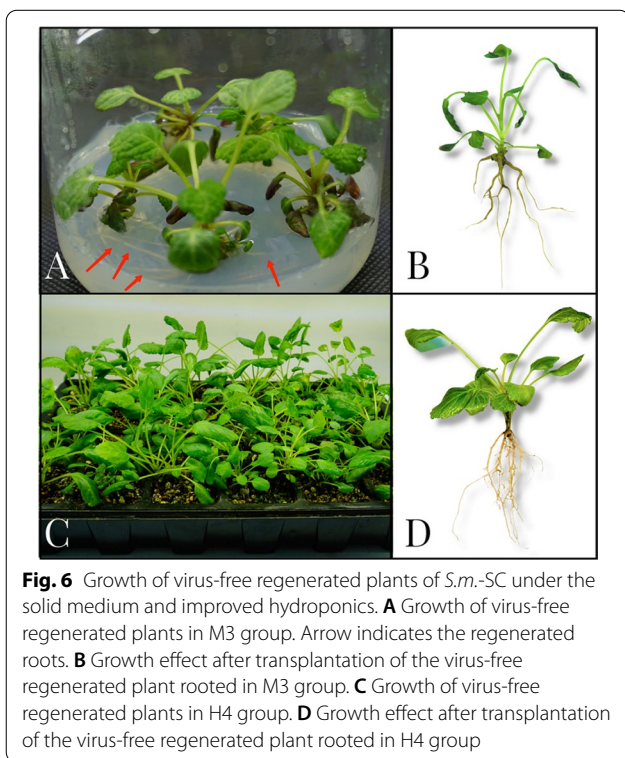 A
B
C
D
Fig. 6 Growth of virus-free regenerated plants of S.m.-SC under the
solid medium and improved hydroponics. A Growth of virus-free
regenerated plants in M3 group. Arrow indicates the regenerated
roots. B Growth effect after transplantation of the virus-free
regenerated plant rooted in M3 group. C Growth of virus-free
regenerated plants in H4 group. D Growth effect after transplantation
of the virus-free regenerated plant rooted in H4 group